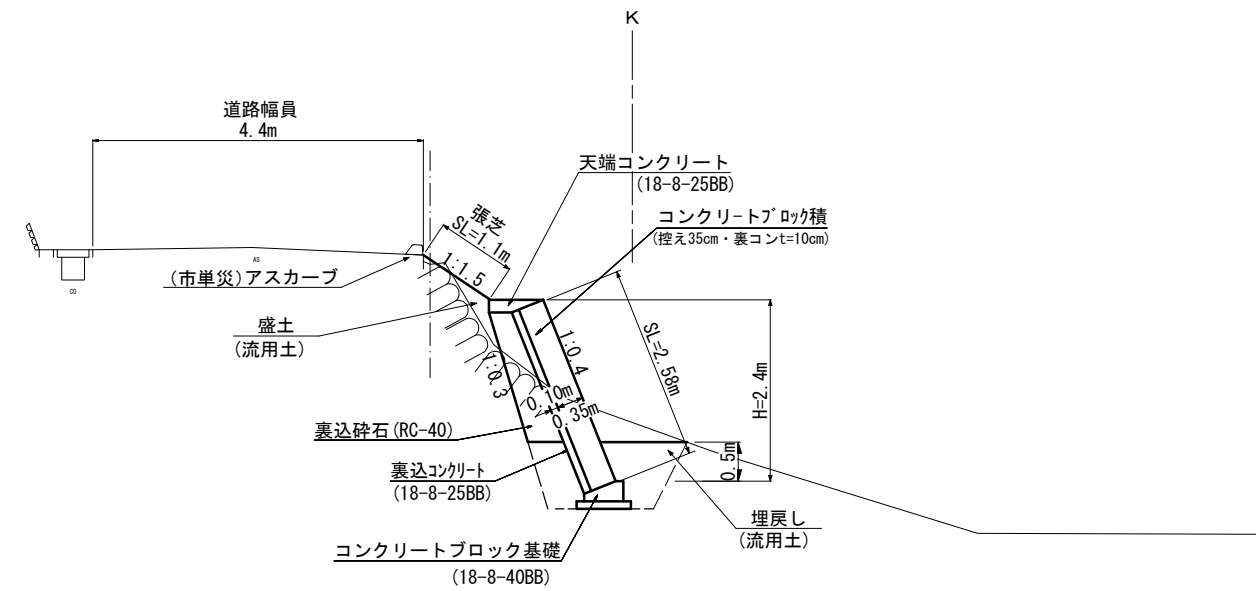 K
道路幅員
4.4m
天端コンクリート
(18-8-25BB)
張芝
SL=1.1m
コンクリートブロック積
(控え35cm・裏コンt=10cm)
AS
1:1.5
(市単災)アスカーブ
CO
盛土
(流用土)
1:0.4
SL=2.58m
1:0.3
H=2.4m
0.10m
0.35m
裏込砕石(RC-40)
0.5m
裏込コンクリート
(18-8-25BB)
埋戻し
(流用土)
コンクリートブロック基礎
(18-8-40BB)